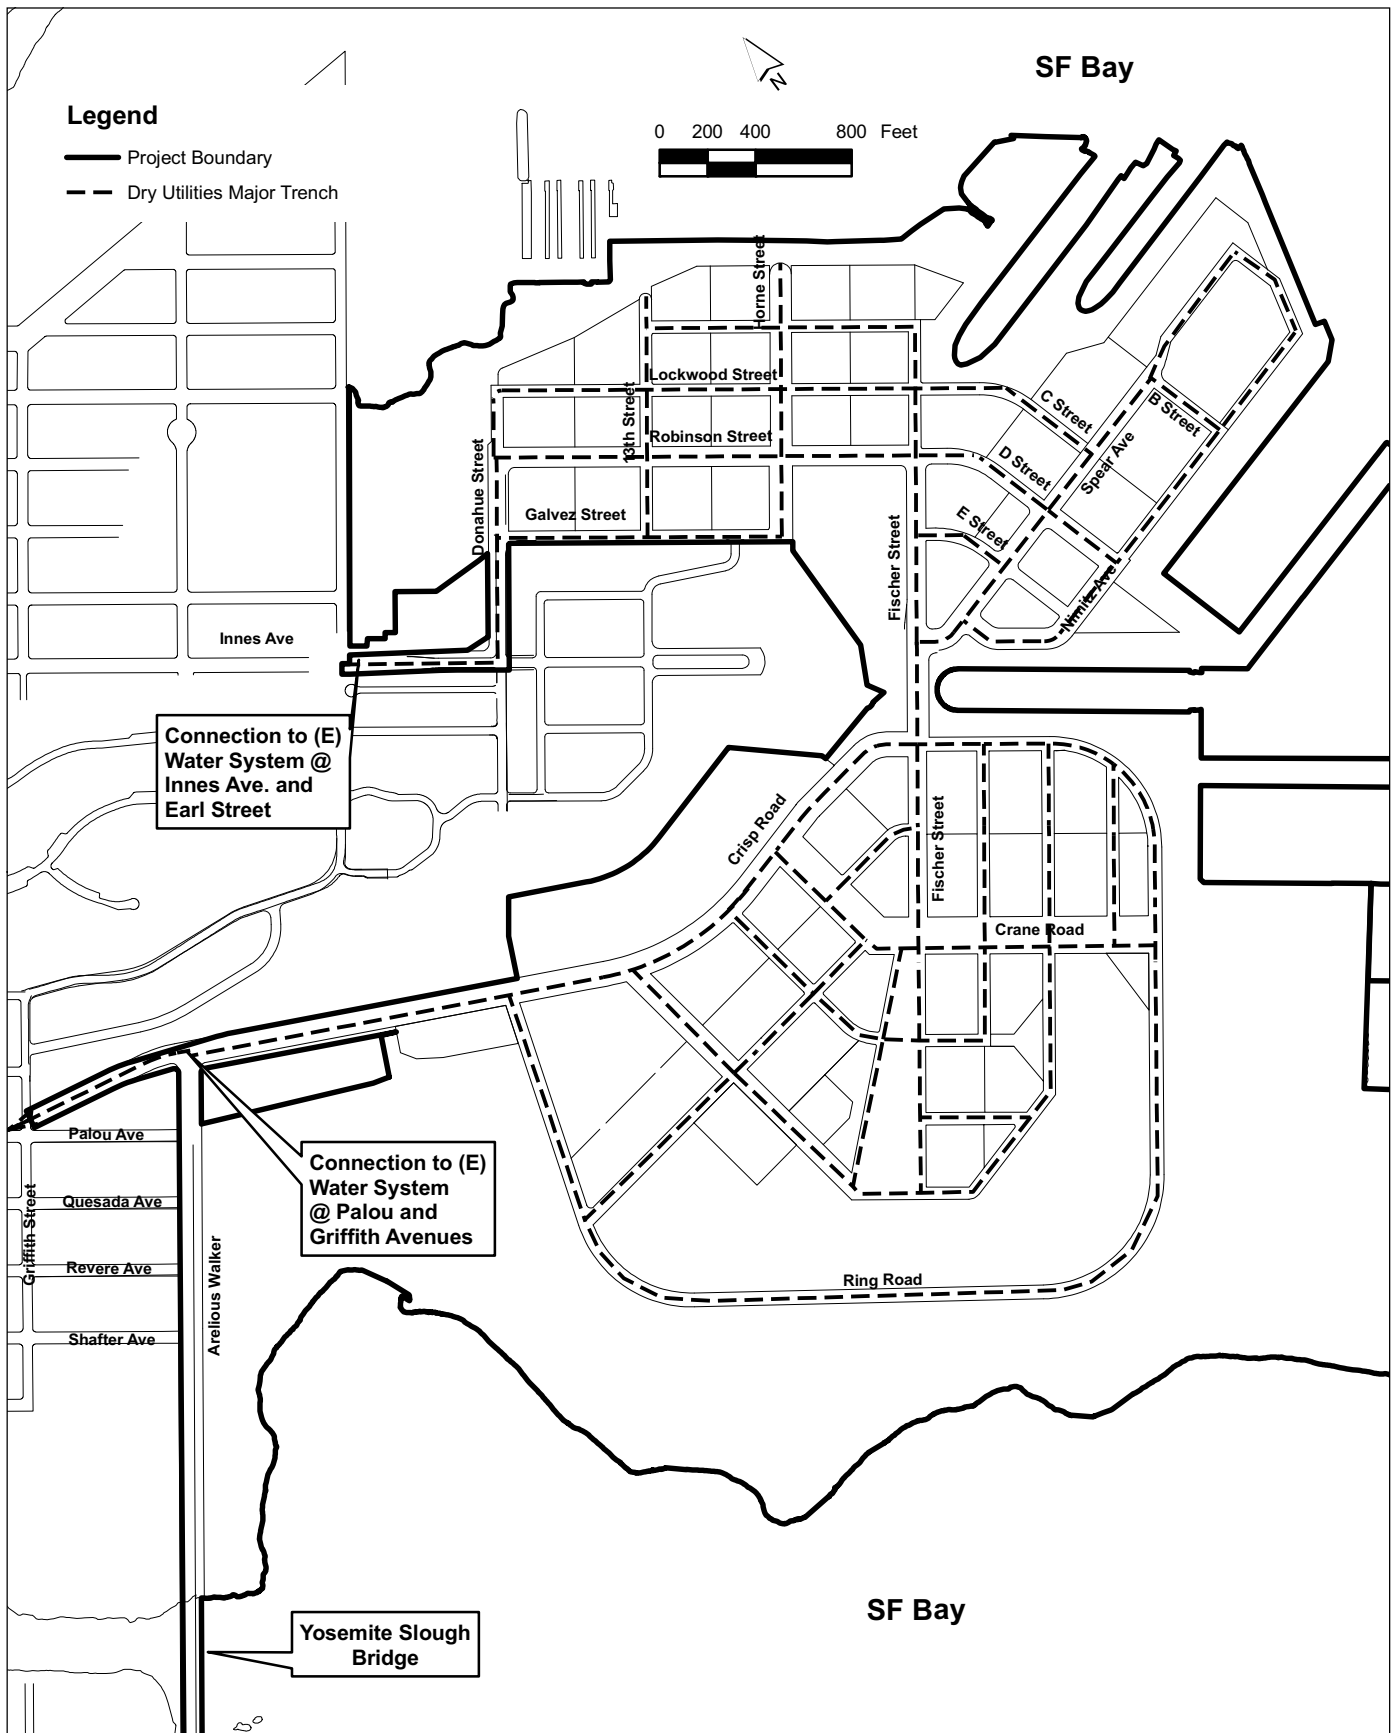 SF Bay
N
Legend
Project Boundary
Dry Utilities Major Trench
0 200 400 800 Feet
Horne Street
Lockwood Street
13th Street
Robinson Street
Donahue Street
Galvez Street
C Street
B Street
D Street
Spear Ave
E Street
Fischer Street
Nimitz Ave
Innes Ave
Connection to (E)
Water System @
Innes Ave. and
Earl Street
Crisp Road
Fischer Street
Crane Road
Palou Ave
Quesada Ave
Griffith Street
Revere Ave
Shafter Ave
Arelious Walker
Connection to (E)
Water System
@ Palou and
Griffith Avenues
Ring Road
SF Bay
Yosemite Slough
Bridge